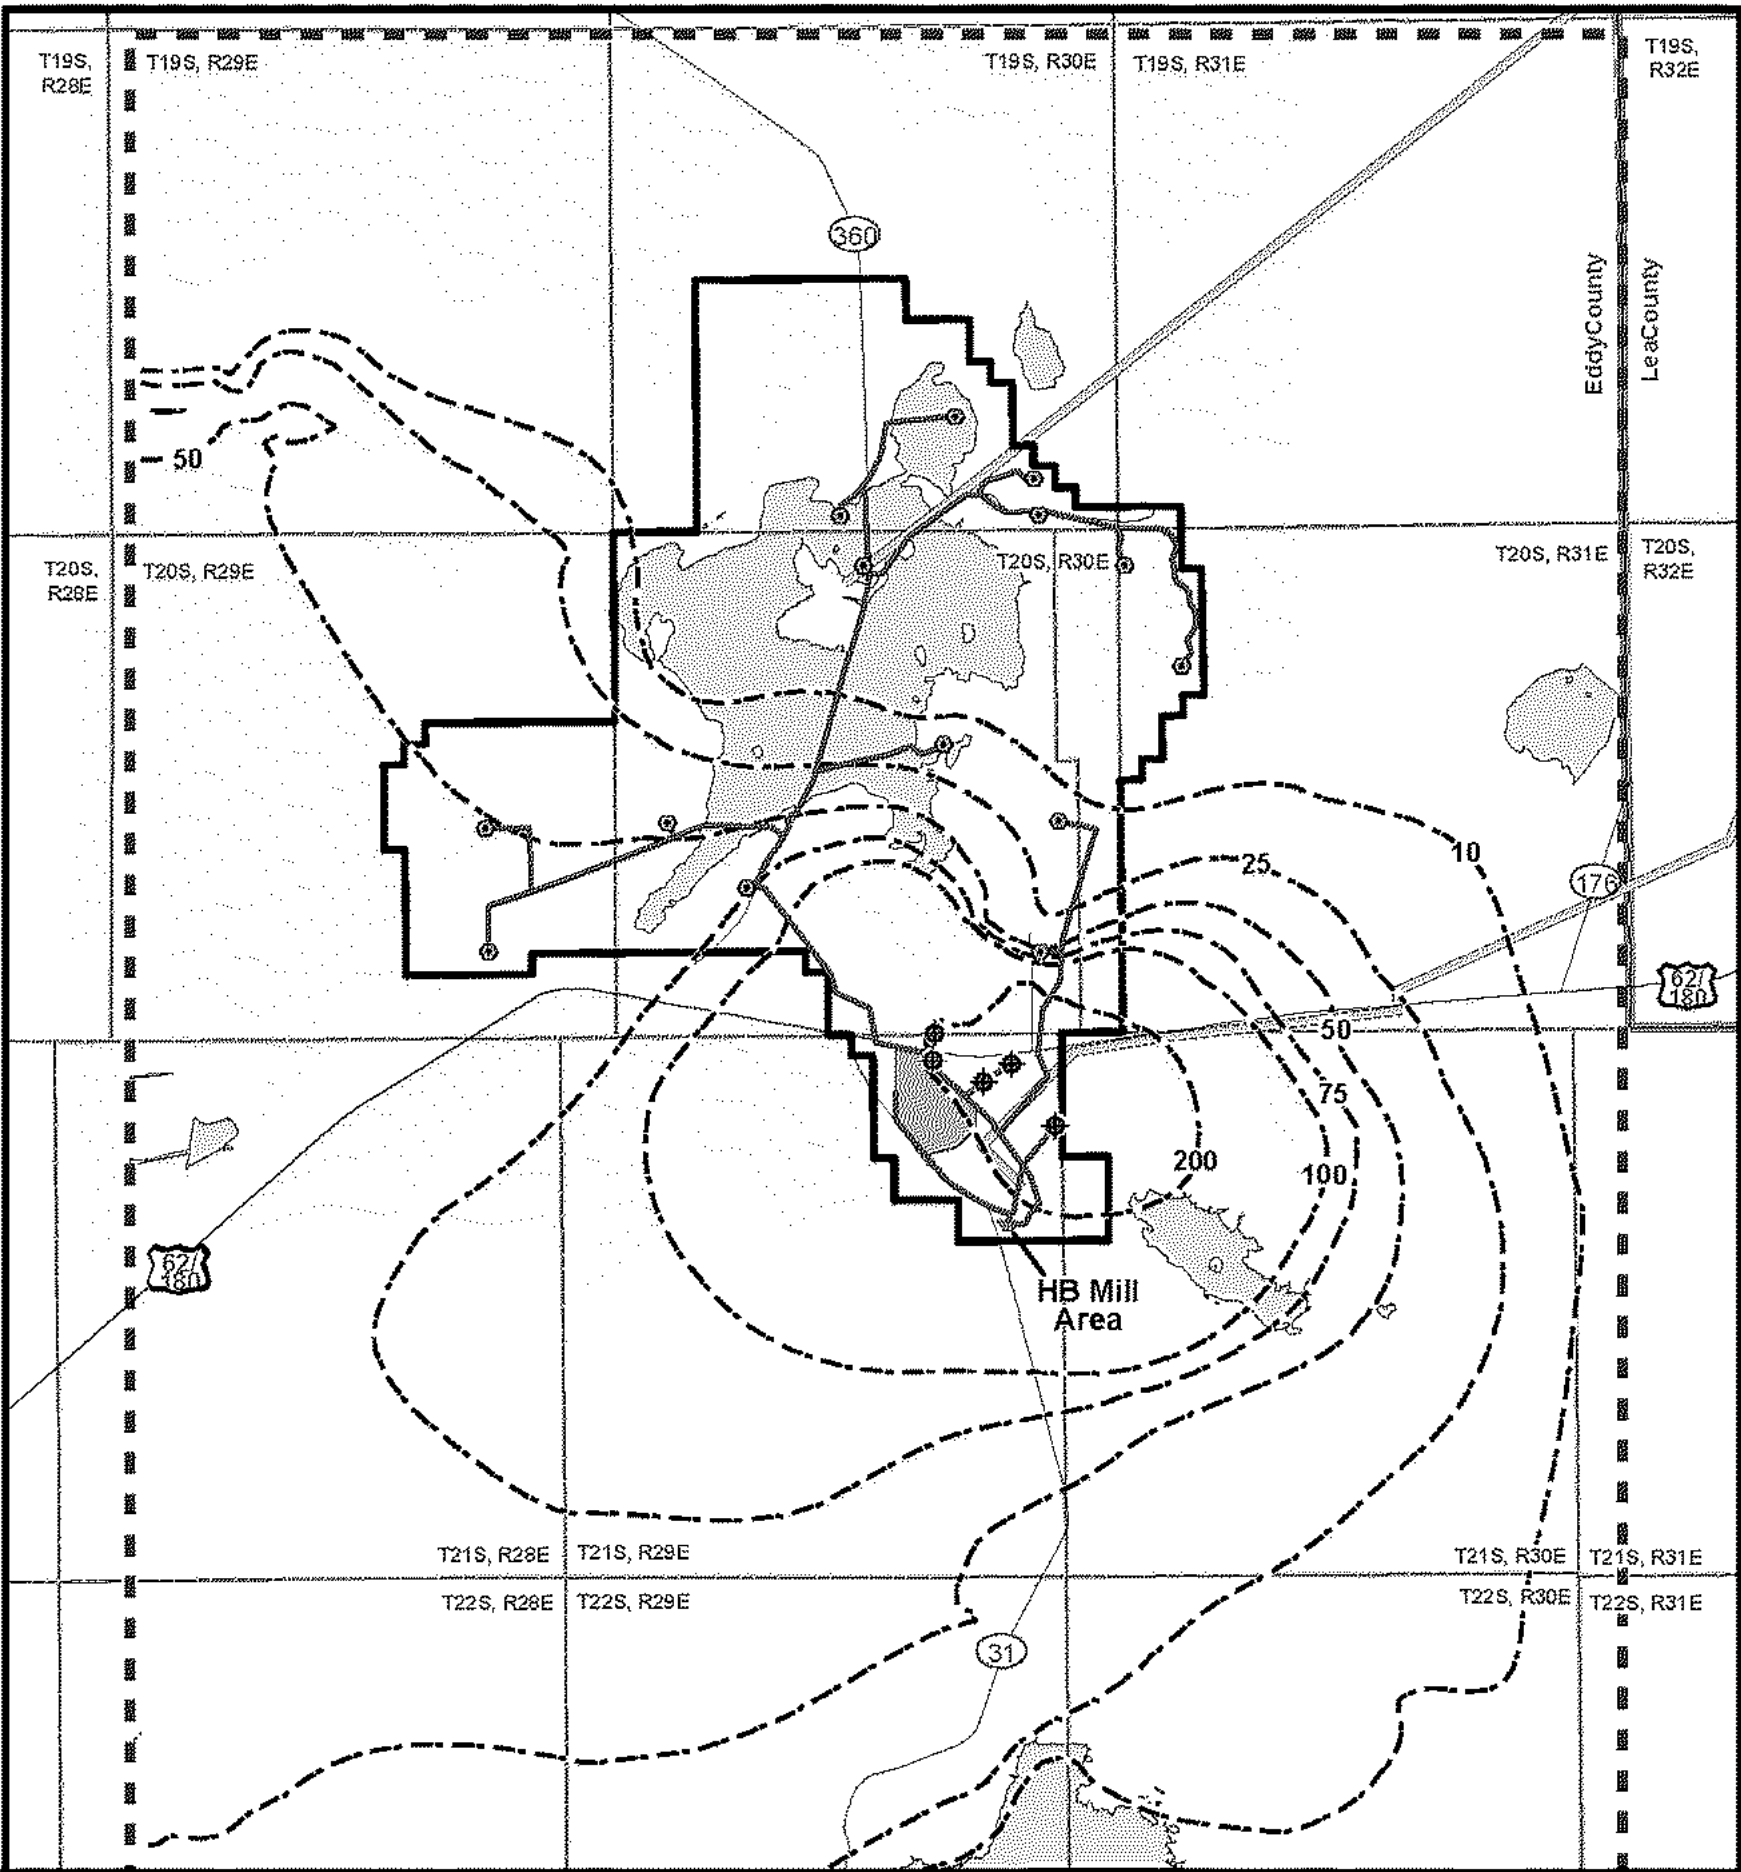 T19S,
R28E
T19S, R29E
T19S, R30E
T19S, R31E
T19S,
R32E
360
EddyCounty
LeaCounty
50
T20S,
R28E
T20S, R29E
T20S, R30E
T20S, R31E
T20S,
R32E
10
25
176
62/
180
50
75
200
100
62/
180
HB Mill
Area
T21S, R28E
T21S, R29E
T21S, R30E
T21S, R31E
T22S, R28E
T22S, R29E
T22S, R30E
T22S, R31E
31